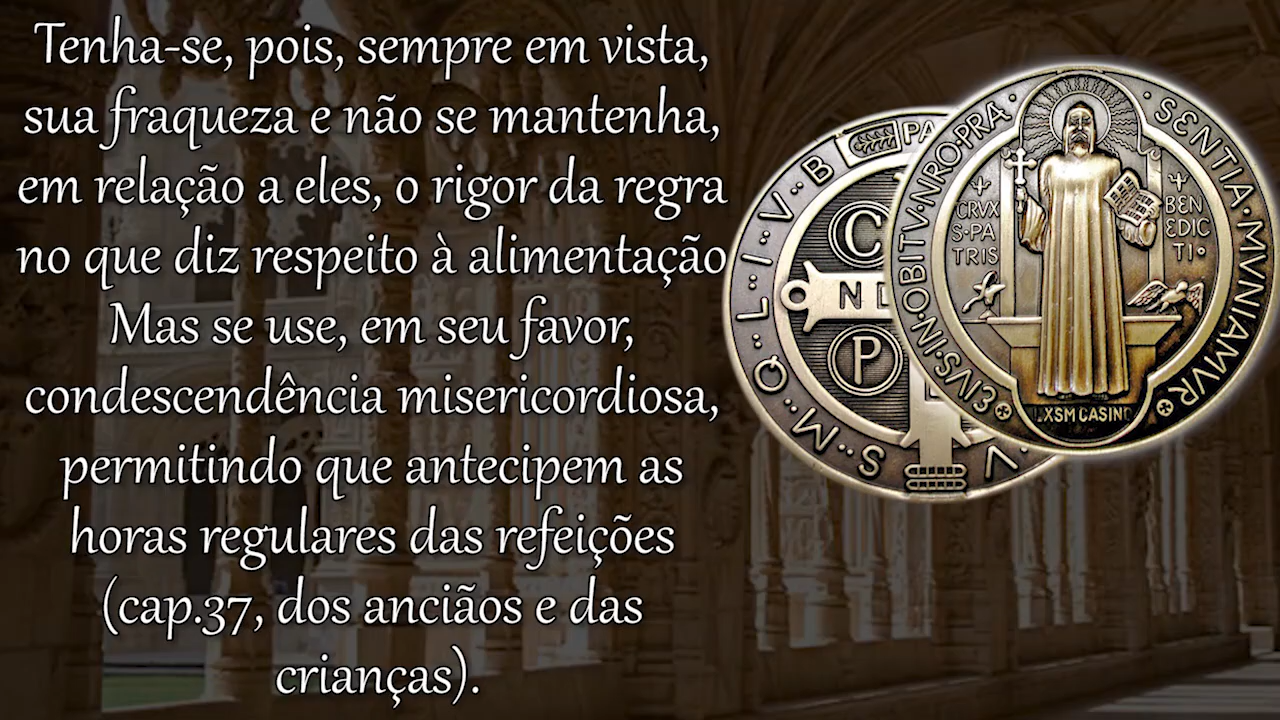 Tenha-se, pois, sempre em vista,
sua fraqueza e não se mantenha,
em relação a eles, o rigor da regra
no que diz respeito à alimentação
Mas se use, em seu favor,
condescendência misericordiosa,
permitindo que antecipem as
horas regulares das refeições
(cap.37, dos anciãos e das
crianças).
EIVS·IN·OBITV·NRO·PRA·SENTIA·MVNIAMVR
CRVX
S·PA
TRIS
BEN
EDIC
TI
XSM CASINO
S··M··Q··L··I··V··B
PA
C
N D
P
V